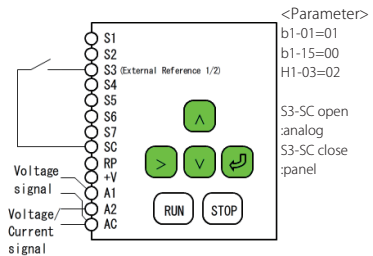 <Parameter>
b1-01=01
b1-15=00
H1-03=02
S3-SC open
:analog
S3-SC close
:panel
S1
S2
S3 (External Reference 1/2)
S4
S5
S6
S7
SC
RP
+V
A1
A2
AC
Voltage
signal
Voltage/
Current
signal
RUN STOP